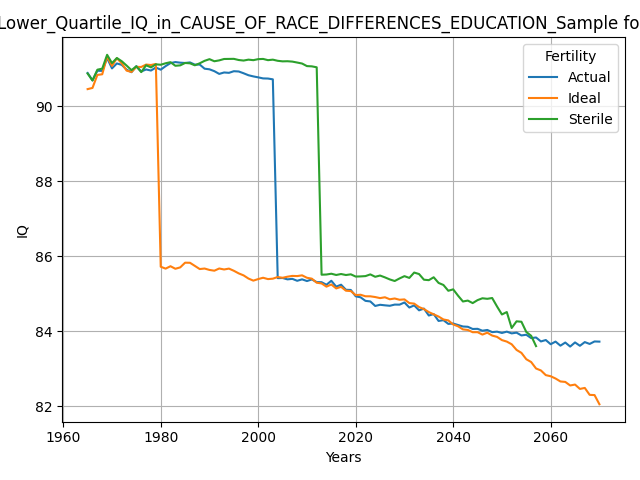 Lower_Quartile_IQ_in_CAUSE_OF_RACE_DIFFERENCES_EDUCATION_Sample fo
Fertility
Actual
Ideal
Sterile
IQ
90
88
86
84
82
1960
1980
2000
2020
2040
2060
Years